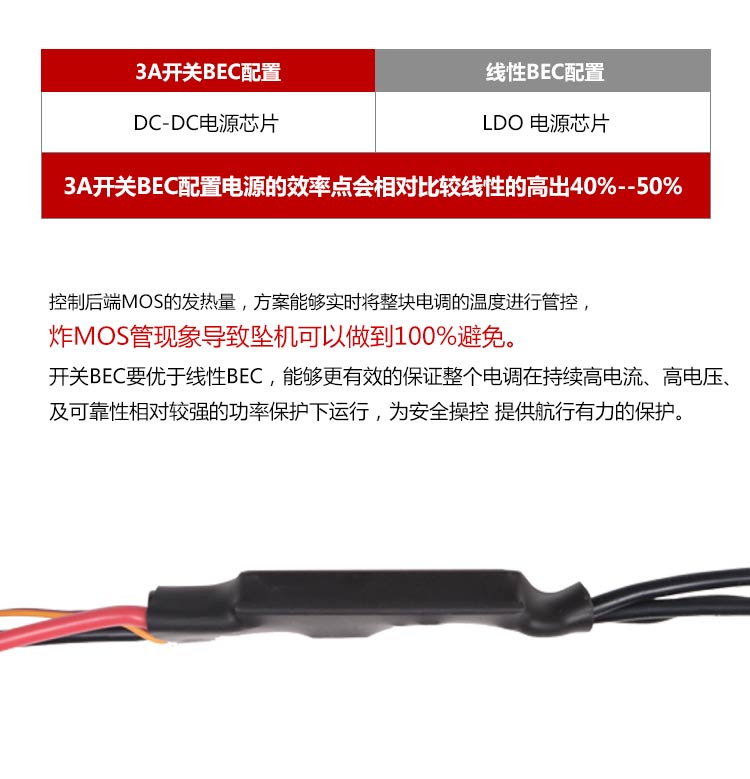 3A开关BEC配置 线性BEC配置
DC-DC电源芯片 LDO 电源芯片
3A开关BEC配置电源的效率点会相对比较线性的高出40%--50%
控制后端MOS的发热量，方案能够实时将整块电调的温度进行管控，
炸MOS管现象导致坠机可以做到100%避免。
开关BEC要优于线性BEC，能够更有效的保证整个电调在持续高电流、高电压、
及可靠性相对较强的功率保护下运行，为安全操控 提供航行有力的保护。